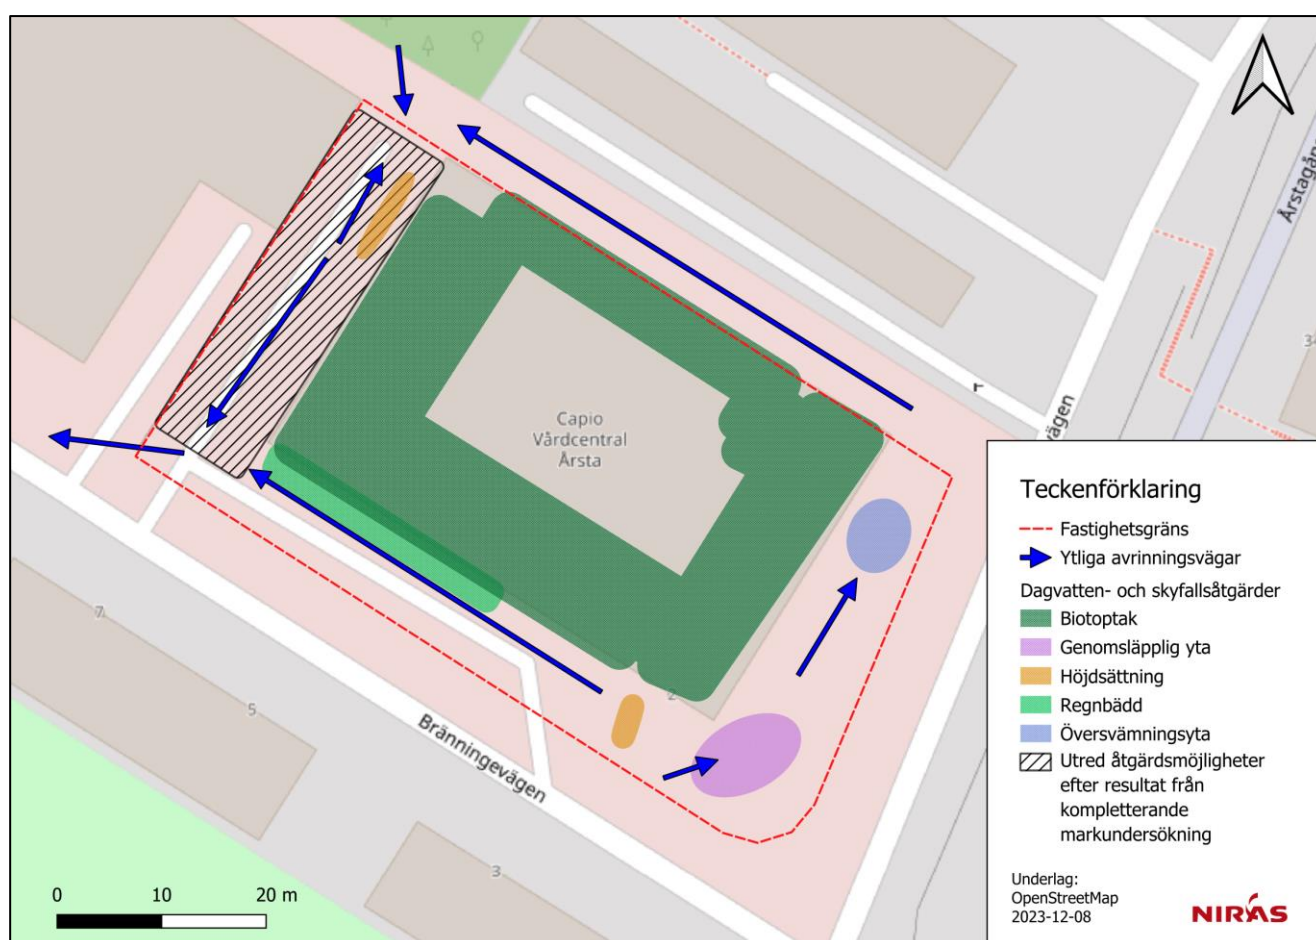 Årstagån
vägen
34
Capio
Vårdcentral
Årsta
2
7
5
3
Bränningevägen
0 10 20 m
Teckenförklaring
Fastighetsgräns
Ytliga avrinningsvägar
Dagvatten- och skyfallsåtgärder
Biotoptak
Genomsläpplig yta
Höjdsättning
Regnbädd
Översvämningsyta
Utred åtgärdsmöjligheter
efter resultat från
kompletterande
markundersökning
Underlag:
OpenStreetMap
2023-12-08
NIRAS